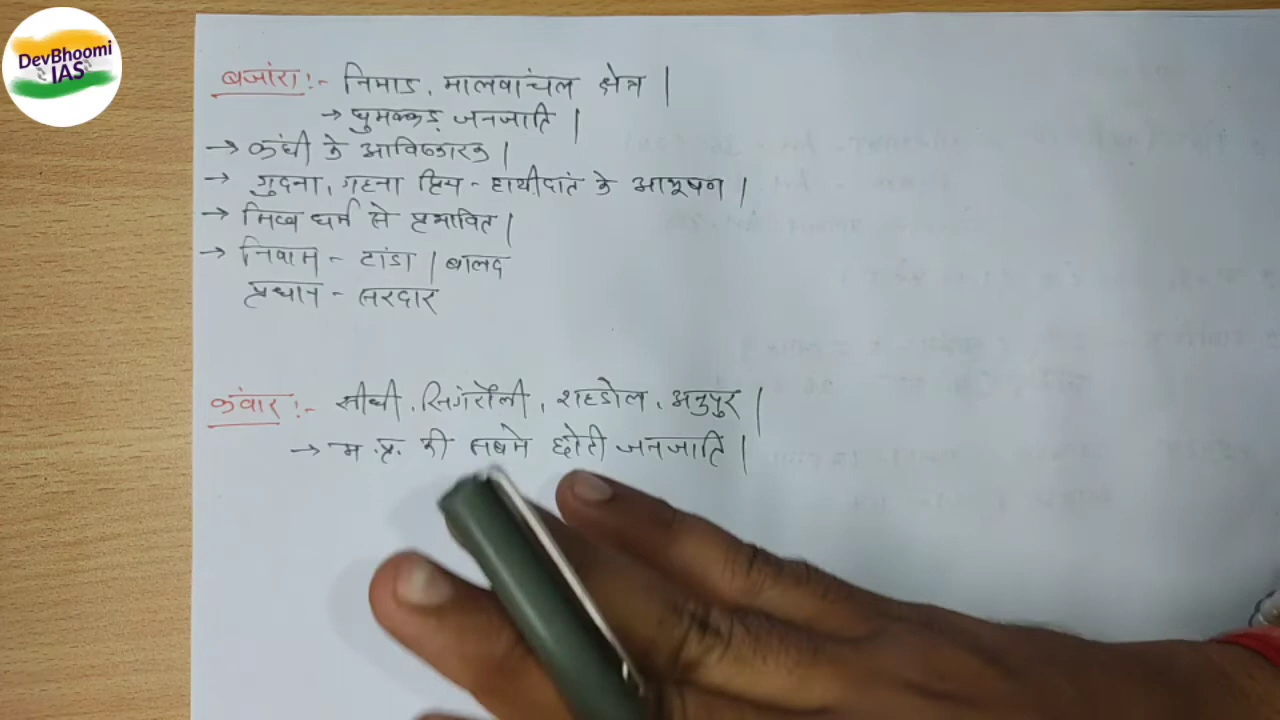 DevBhoomi
IAS
बजांरा :- निमाड, मालवांचल क्षेत्र |
→ घुमक्कड़ जनजाति |
→ कंघी के आविष्कारक |
→ गुदना, गहना प्रिय - हाथीदांत के आभूषण |
→ सिख धर्म से प्रभावित |
→ निवास - टांडा | बालद
प्रधान - सरदार
कंवार :- सीधी, सिगंरौली, शहडोल, अनुपुर |
→ म.प्र. की सबसे छोटी जनजाति |